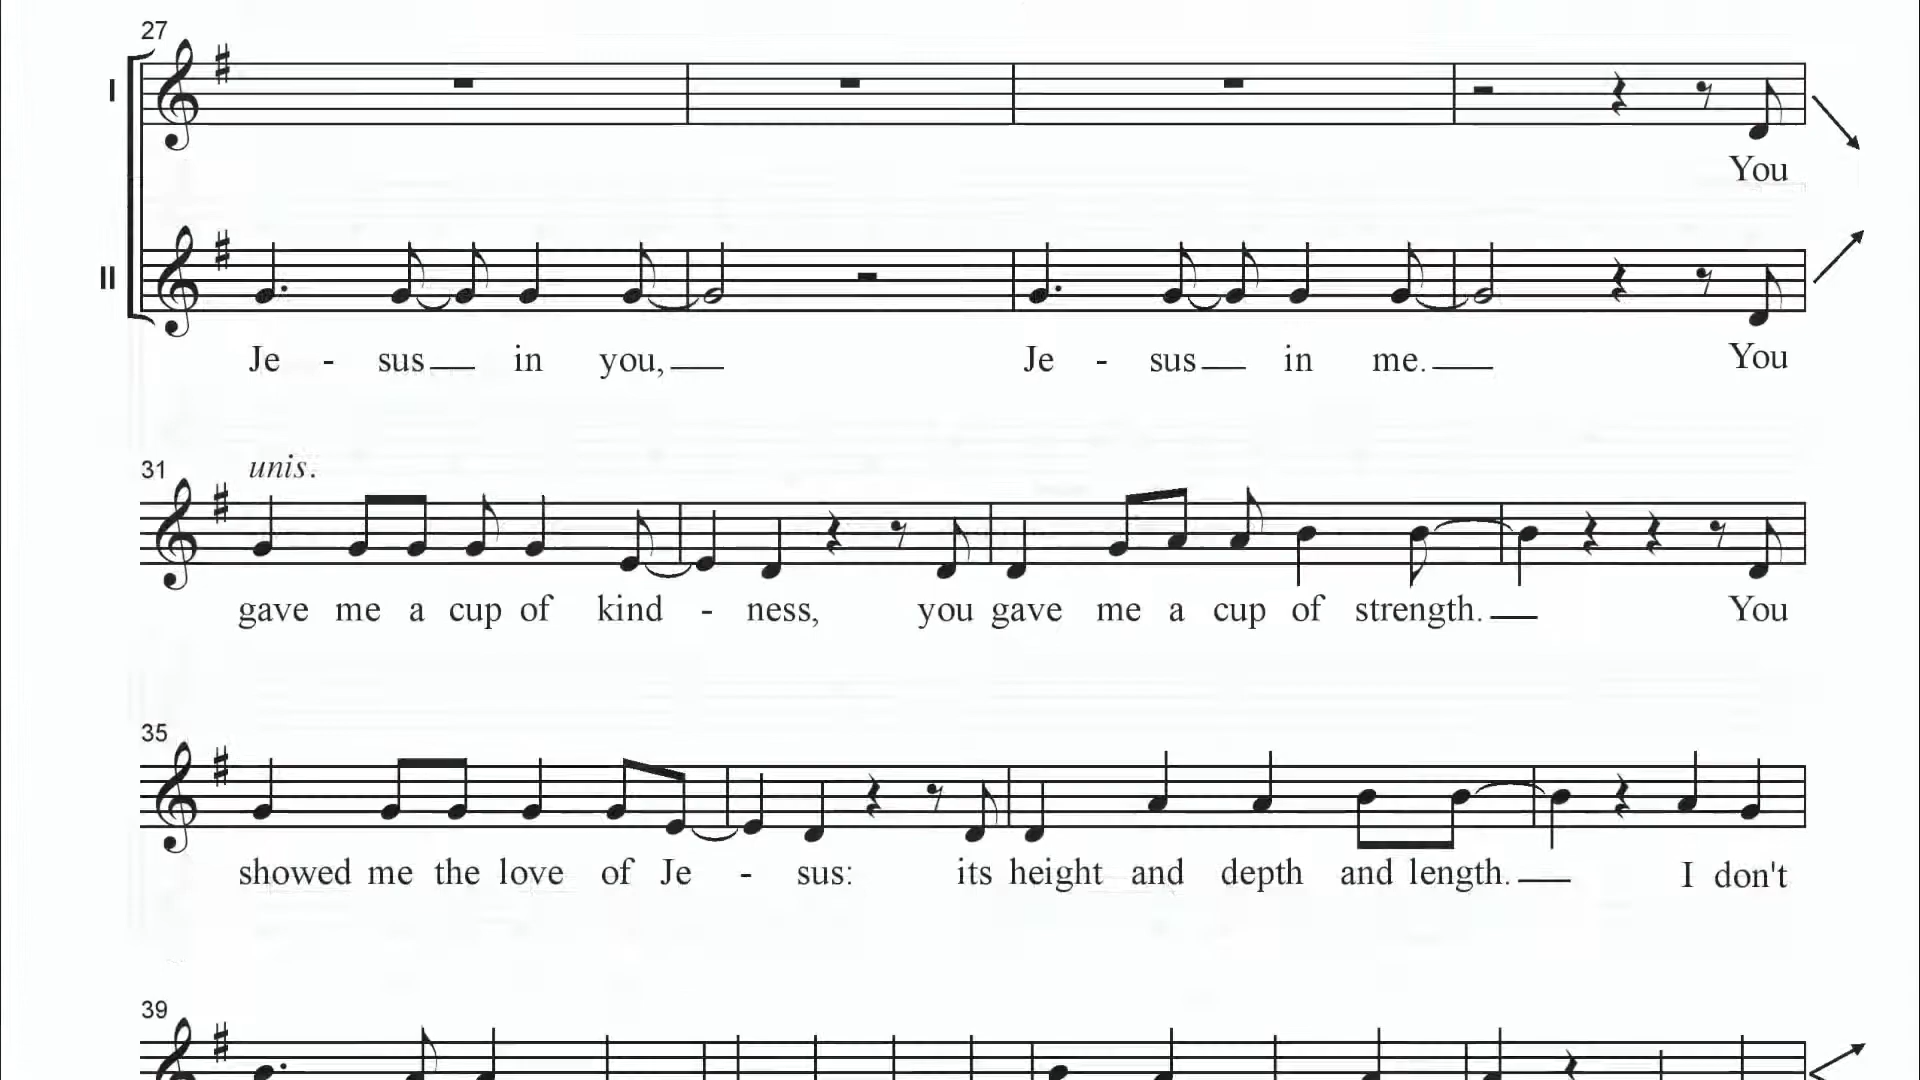 27
I
You
II
Je - sus in you, Je - sus in me. You
31 unis.
gave me a cup of kind - ness, you gave me a cup of strength. You
35
showed me the love of Je - sus: its height and depth and length. I don't
39